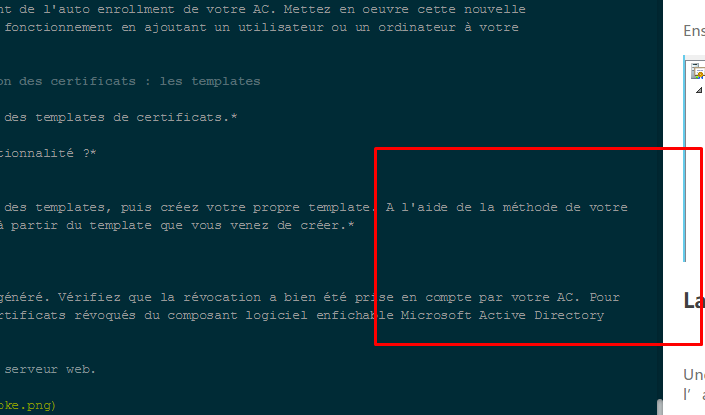 nt de l'auto enrollment de votre AC. Mettez en oeuvre cette nouvelle
fonctionnement en ajoutant un utilisateur ou un ordinateur à votre
Ens
on des certificats : les templates
des templates de certificats.*
tionnalité ?*
des templates, puis créez votre propre template. A l'aide de la méthode de votre
à partir du template que vous venez de créer.*
généré. Vérifiez que la révocation a bien été prise en compte par votre AC. Pour
La
rtificats révoqués du composant logiciel enfichable Microsoft Active Directory
serveur web.
Une
l' a
oke.png)